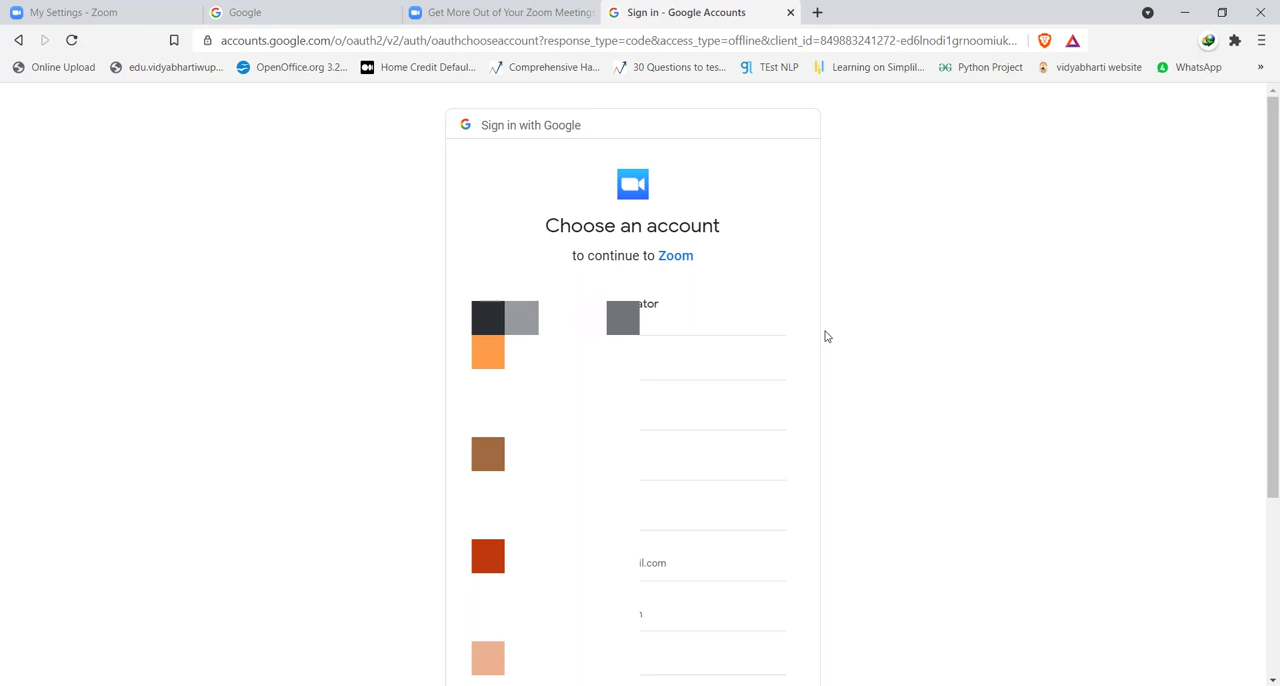 My Settings - Zoom
Google
Get More Out of Your Zoom Meetings
Sign in - Google Accounts
accounts.google.com/o/oauth2/v2/auth/oauthchooseaccount?response_type=code&access_type=offline&client_id=849883241272-ed6lnodi1grnoomiuk...
Online Upload
edu.vidyabhartiwup...
OpenOffice.org 3.2...
Home Credit Defaul...
Comprehensive Ha...
30 Questions to tes...
TEst NLP
Learning on Simplil...
Python Project
vidyabharti website
4
WhatsApp
»
Sign in with Google
Choose an account
to continue to Zoom
ator
il.com